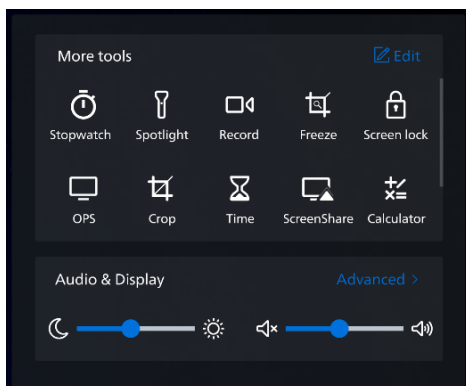 More tools Edit
Stopwatch Spotlight Record Freeze Screen lock
OPS Crop Time ScreenShare Calculator
Audio & Display Advanced >